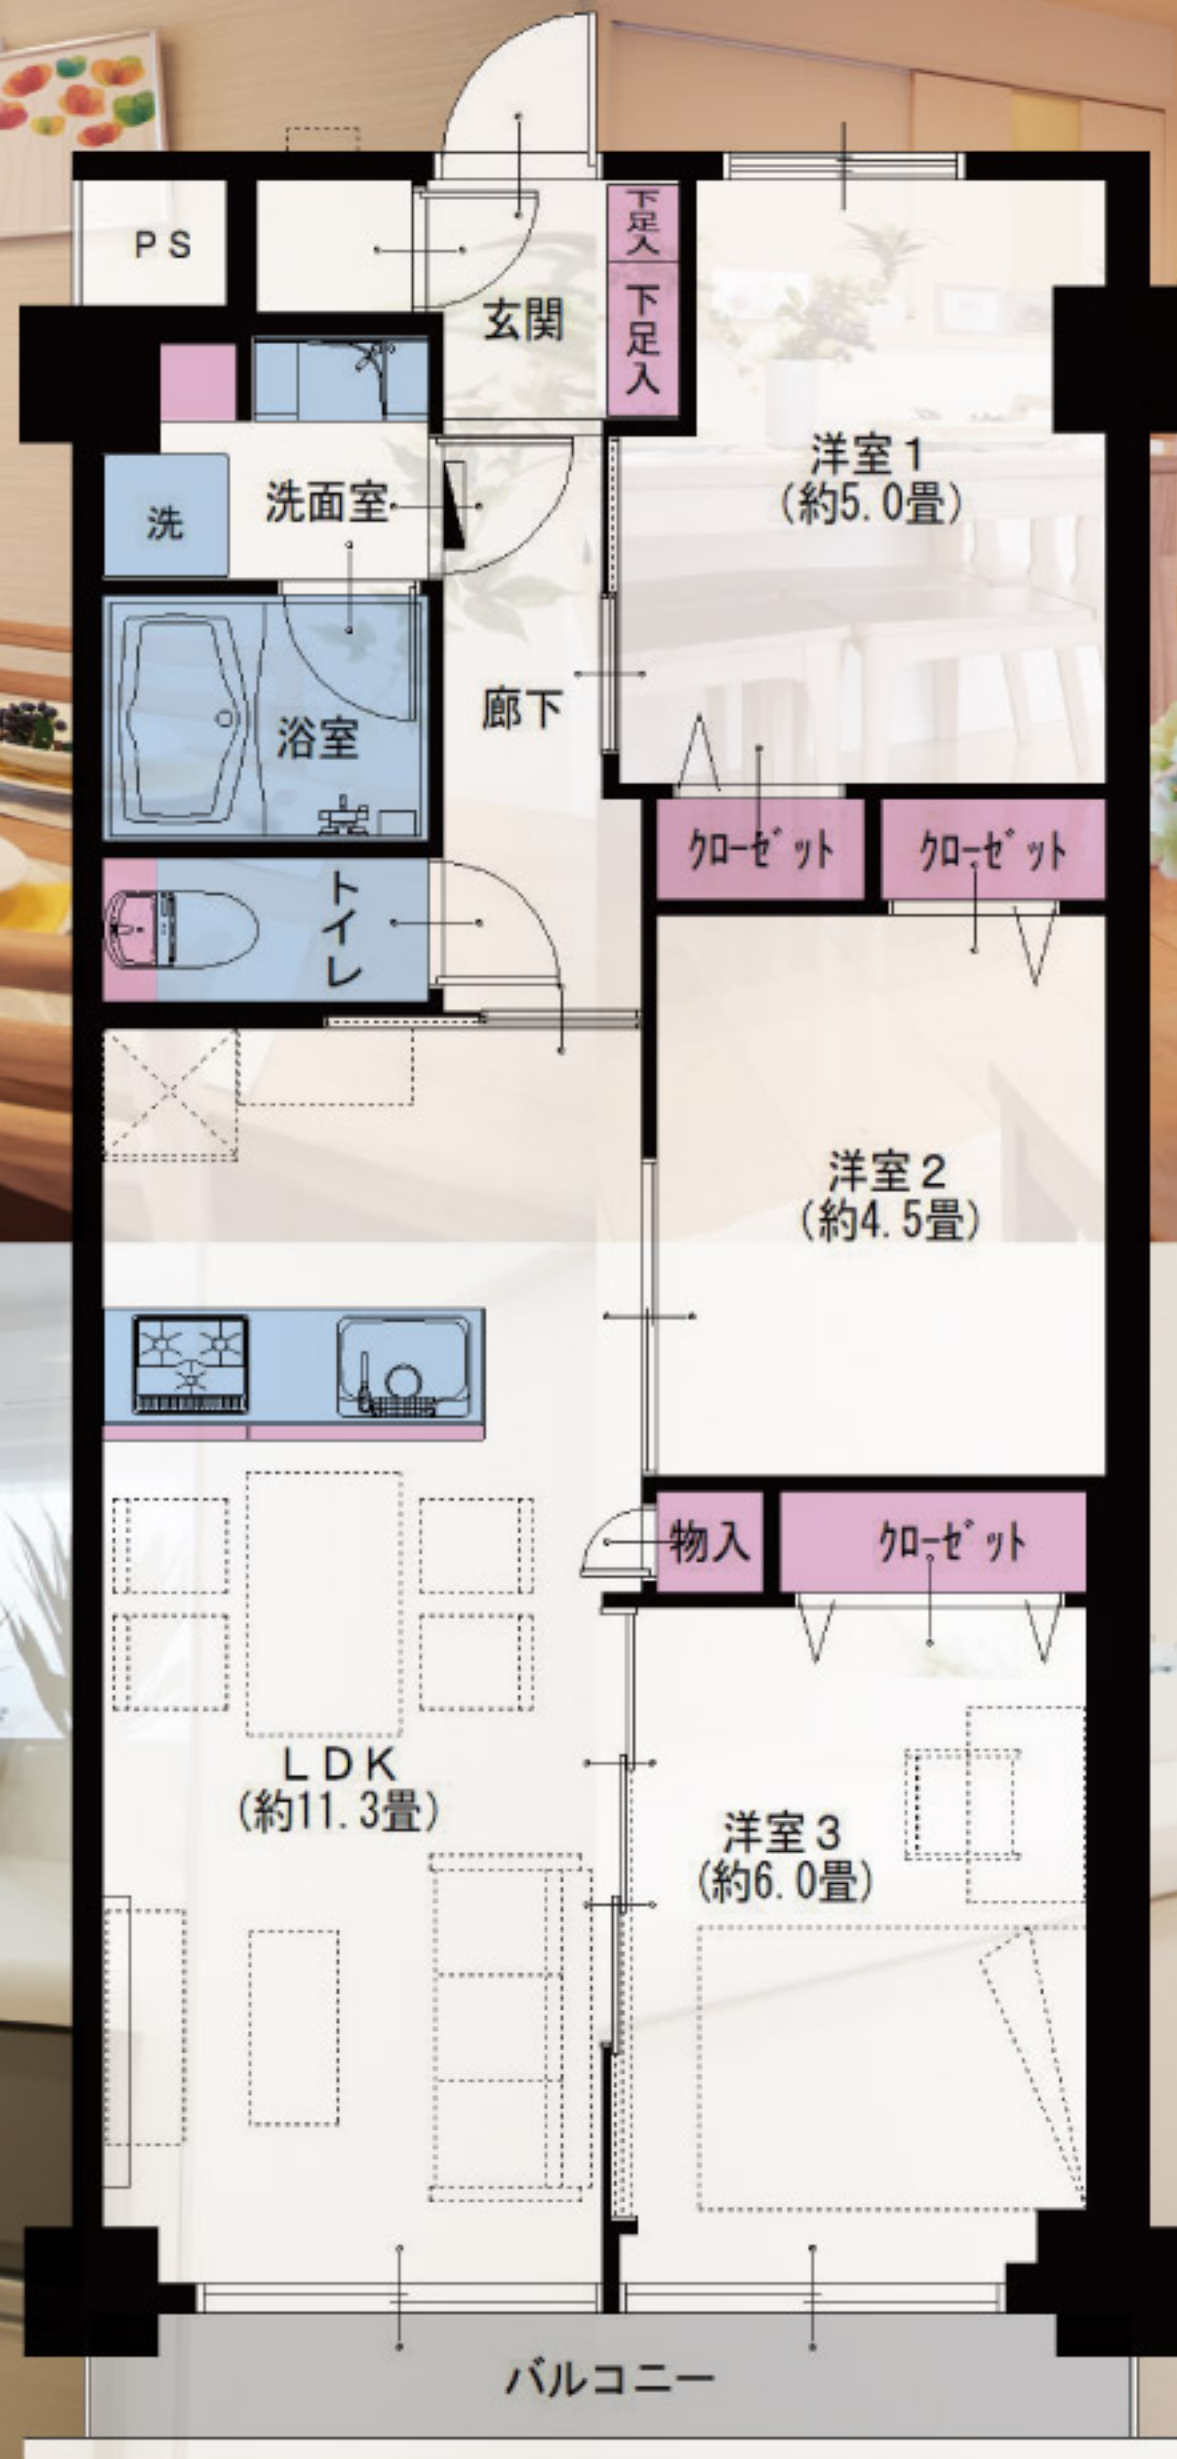 PS
下足入
玄関
下足入
洋室1
(約5.0畳)
洗面室
洗
廊下
浴室
クローゼット
クローゼット
トイレ
洋室2
(約4.5畳)
物入
クローゼット
LDK
(約11.3畳)
洋室3
(約6.0畳)
バルコニー